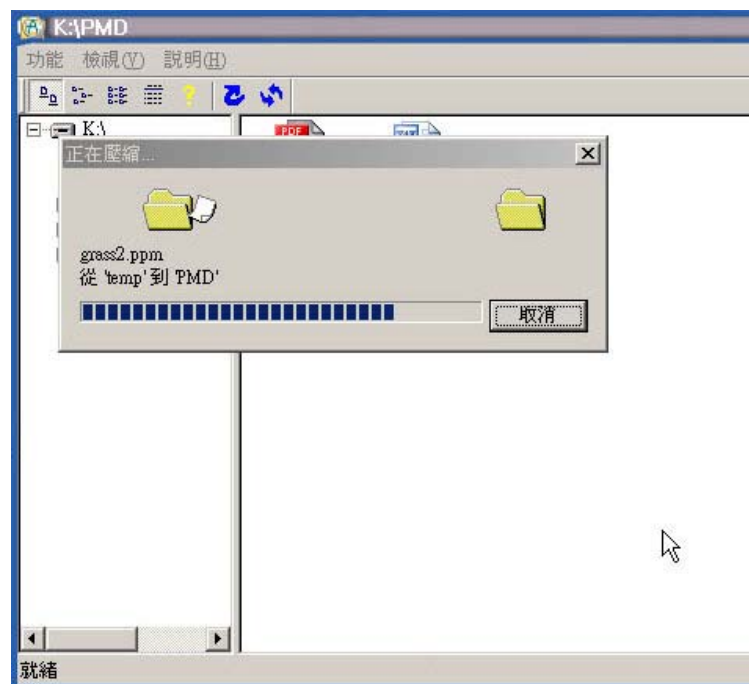 K:\PMD
功能 檢視(V) 說明(H)
K:\
PDF
正在壓縮...
grass2.ppm
從 'temp' 到 'PMD'
取消
就緒